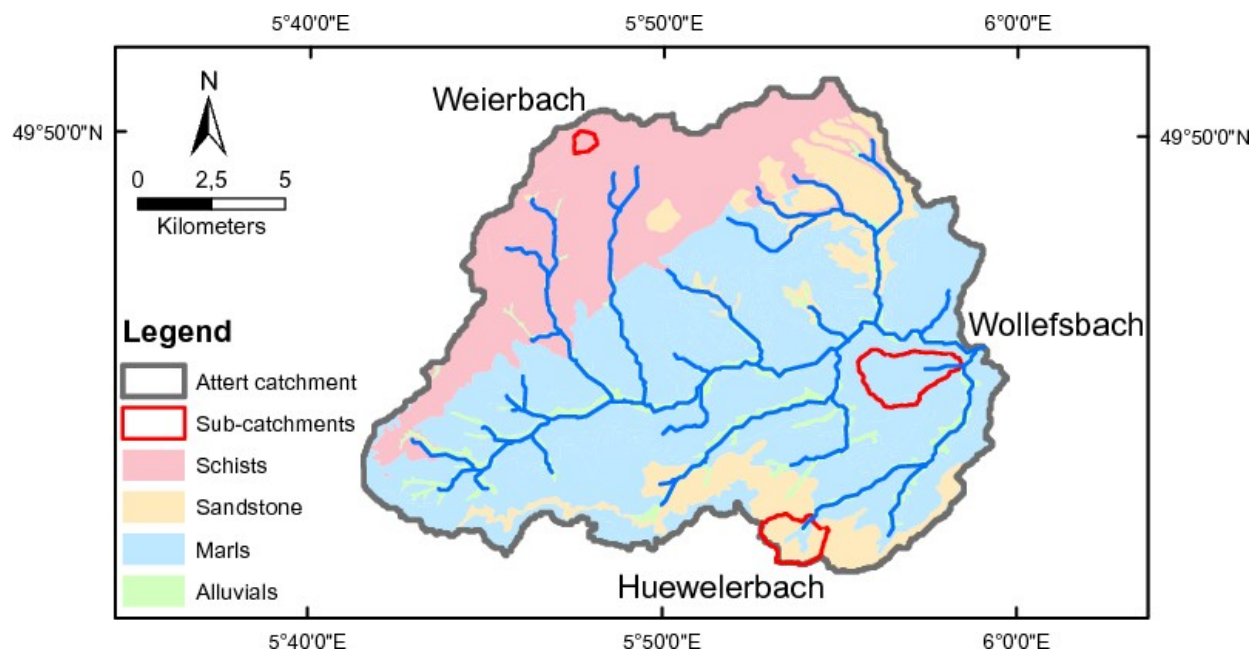 5°40'0"E 5°50'0"E 6°0'0"E
N
Weierbach
49°50'0"N 49°50'0"N
0 2,5 5
Kilometers
Wollefsbach
Legend
Attert catchment
Sub-catchments
Schists
Sandstone
Marls
Alluvials
Huewelerbach
5°40'0"E 5°50'0"E 6°0'0"E